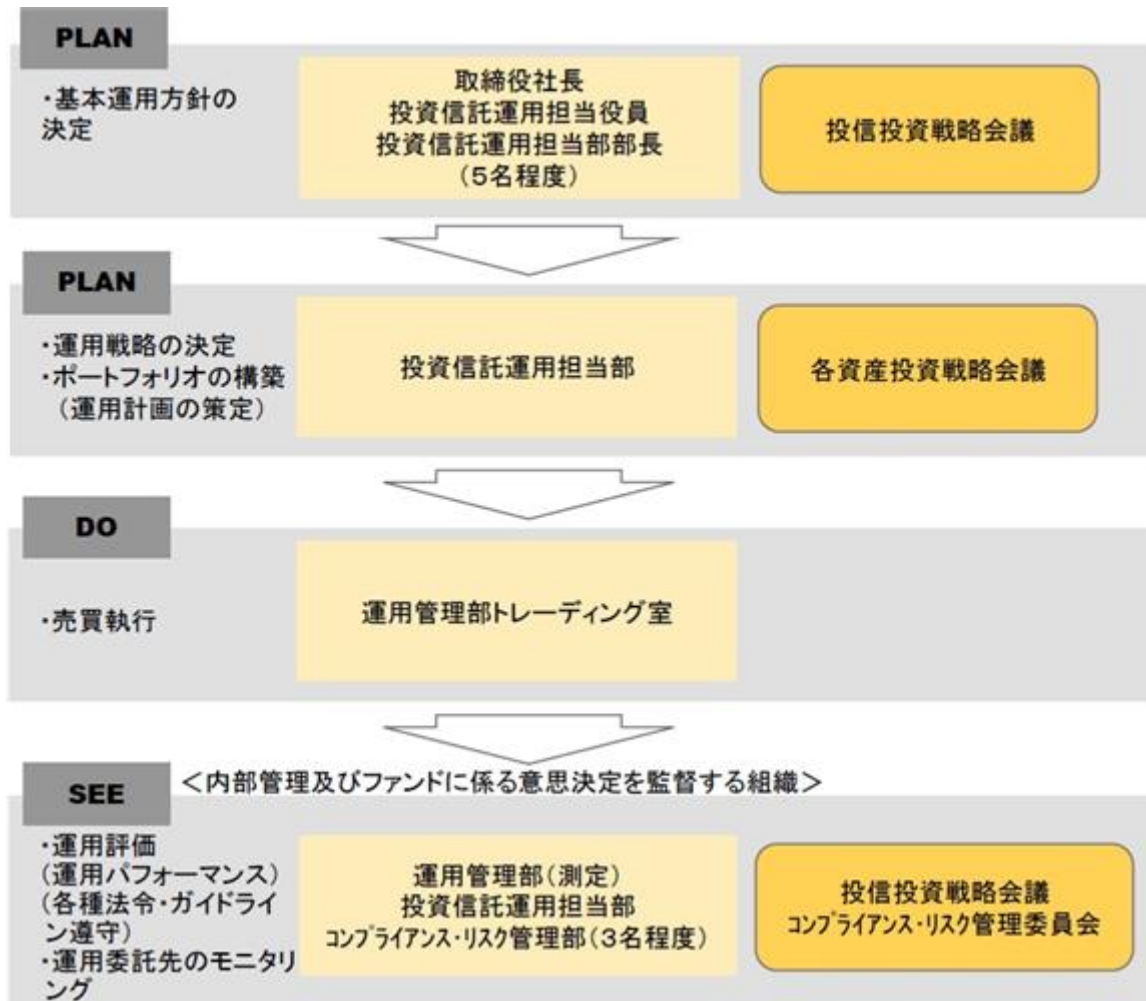 PLAN
・基本運用方針の
決定
取締役社長
投資信託運用担当役員
投資信託運用担当部部長
(5名程度)
投信投資戦略会議
PLAN
・運用戦略の決定
・ポートフォリオの構築
(運用計画の策定)
投資信託運用担当部
各資産投資戦略会議
DO
・売買執行
運用管理部トレーディング室
SEE
＜内部管理及びファンドに係る意思決定を監督する組織＞
・運用評価
(運用パフォーマンス)
(各種法令・ガイドライ
ン遵守)
・運用委託先のモニタリ
ング
運用管理部(測定)
投資信託運用担当部
コンプライアンス・リスク管理部(3名程度)
投信投資戦略会議
コンプライアンス・リスク管理委員会